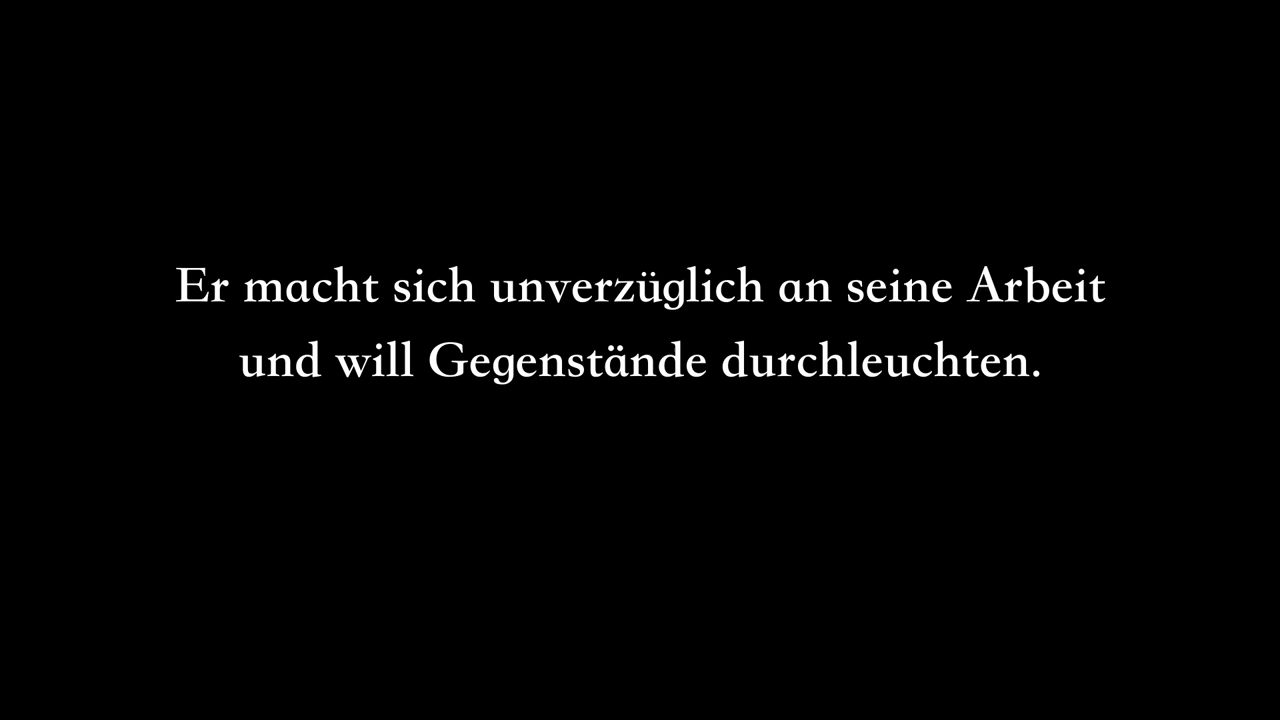 Er macht sich unverzüglich an seine Arbeit
und will Gegenstände durchleuchten.